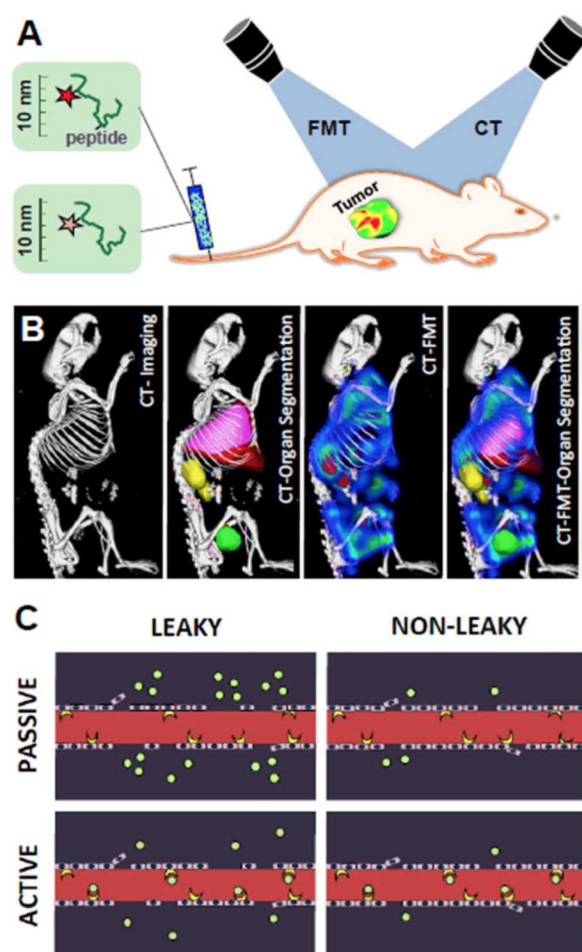 A
10 nm
peptide
10 nm
FMT
CT
Tumor
B
CT- Imaging
CT-Organ Segmentation
CT-FMT
CT-FMT-Organ Segmentation
C
LEAKY
NON-LEAKY
PASSIVE
ACTIVE